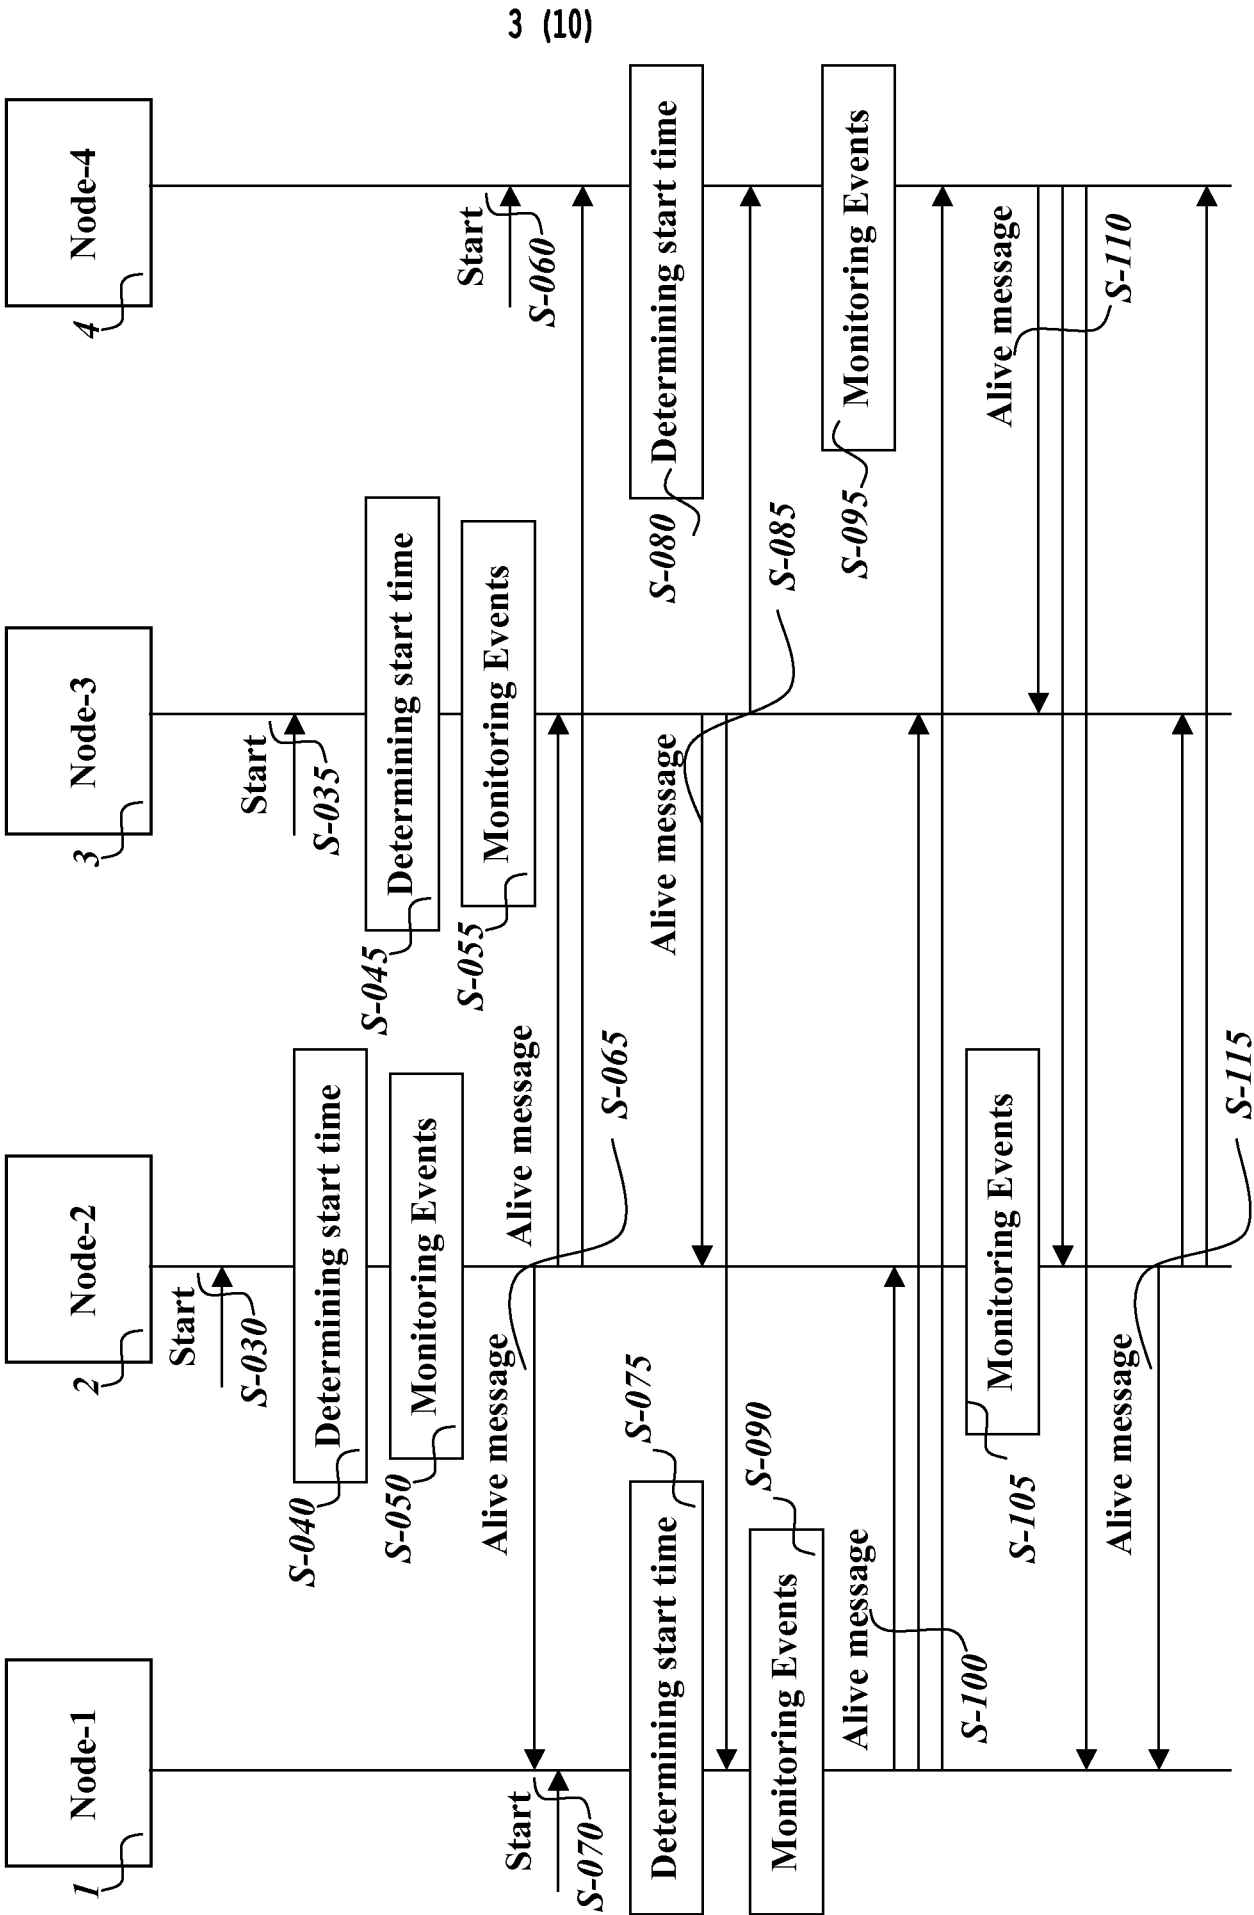 3 (10)
Node-1
1
Node-2
2
Node-3
3
Node-4
4
Start
S-030
Start
S-035
Determining start time
S-040
Determining start time
S-045
Monitoring Events
S-050
Monitoring Events
S-055
Start
S-060
Alive message
Alive message
S-065
Start
S-070
Determining start time
S-075
Determining start time
S-080
Alive message
S-085
Monitoring Events
S-090
Monitoring Events
S-095
Alive message
S-100
Monitoring Events
S-105
Alive message
S-110
Alive message
S-115